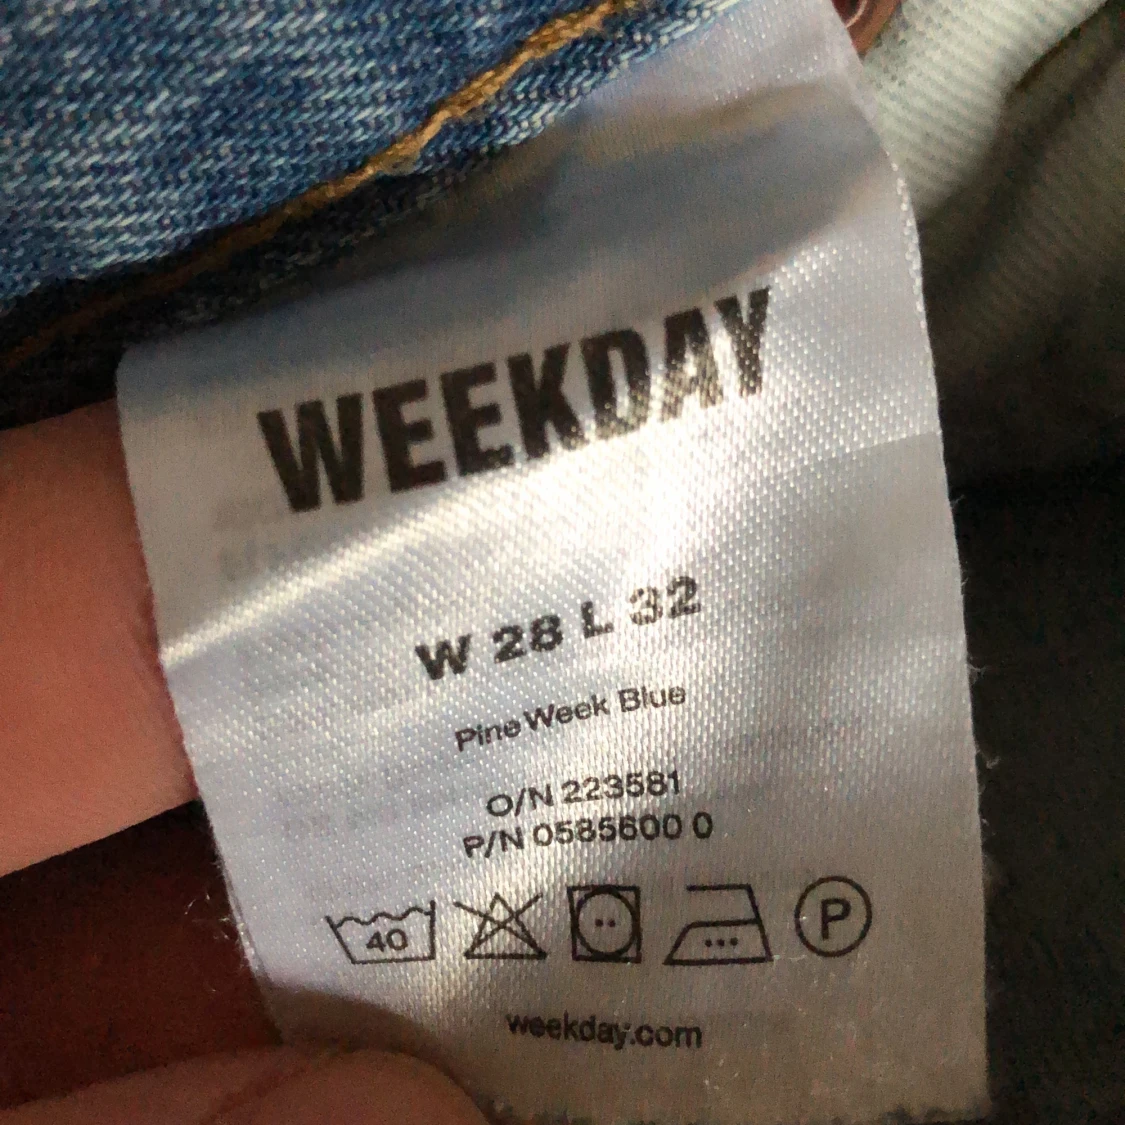 WEEKDAY
W 28 L 32
Pine Week Blue
O/N 223581
P/N 0585600 0
40
P
weekday.com